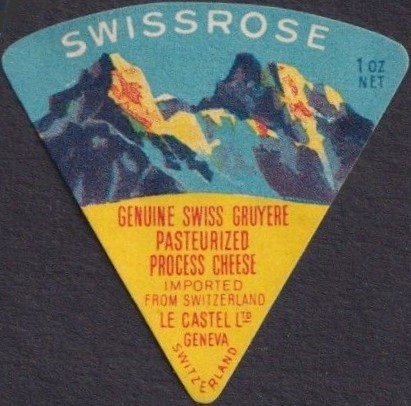 SWISSROSE
1 OZ
NET
GENUINE SWISS GRUYERE
PASTEURIZED
PROCESS CHEESE
IMPORTED
FROM SWITZERLAND
LE CASTEL LTD
GENEVA
SWITZERLAND